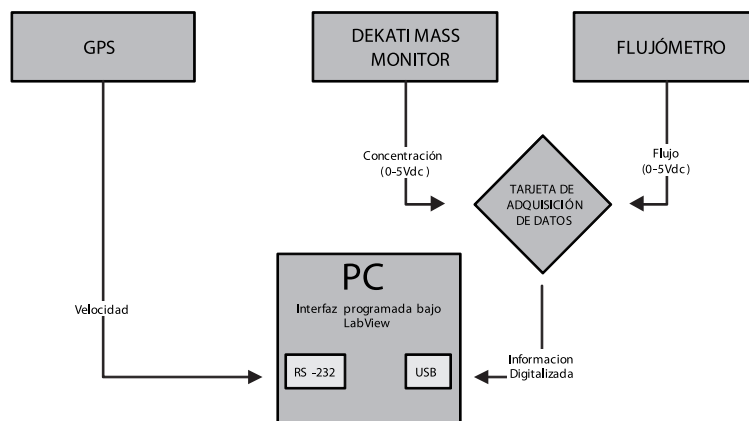 GPS
DEKATI MASS
MONITOR
FLUJÓMETRO
Concentración
(0-5Vdc)
Flujo
(0-5Vdc)
TARJETA DE
ADQUISICIÓN
DE DATOS
PC
Interfaz programada bajo
LabView
Velocidad
RS -232
USB
Informacion
Digitalizada